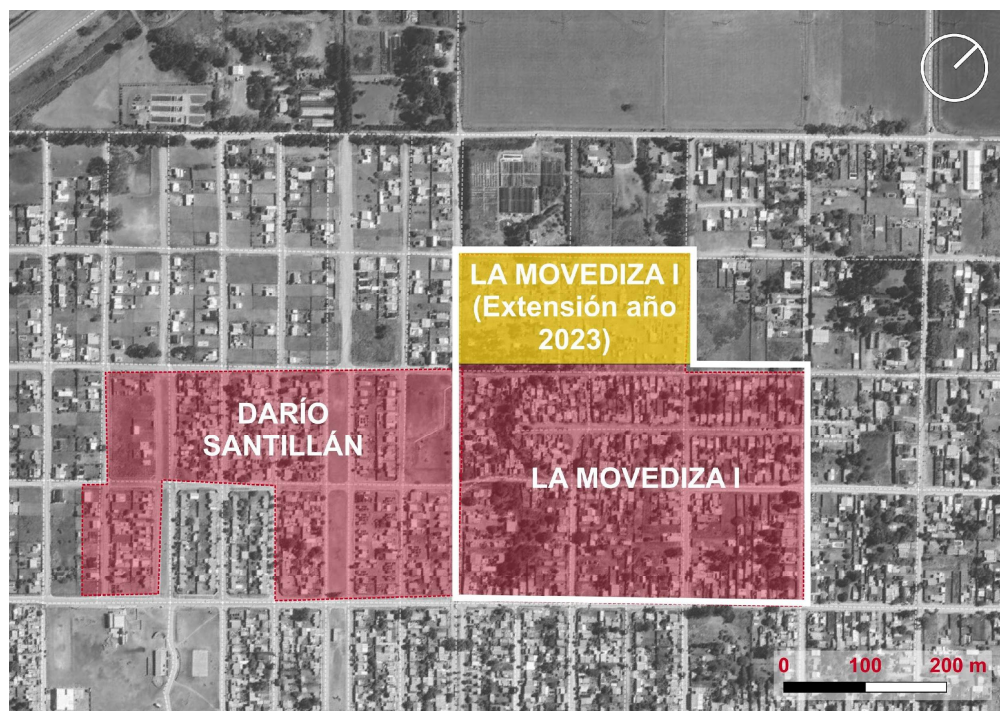 LA MOVEDIZA I
(Extensión año
2023)
DARÍO
SANTILLÁN
LA MOVEDIZA I
0 100 200 m